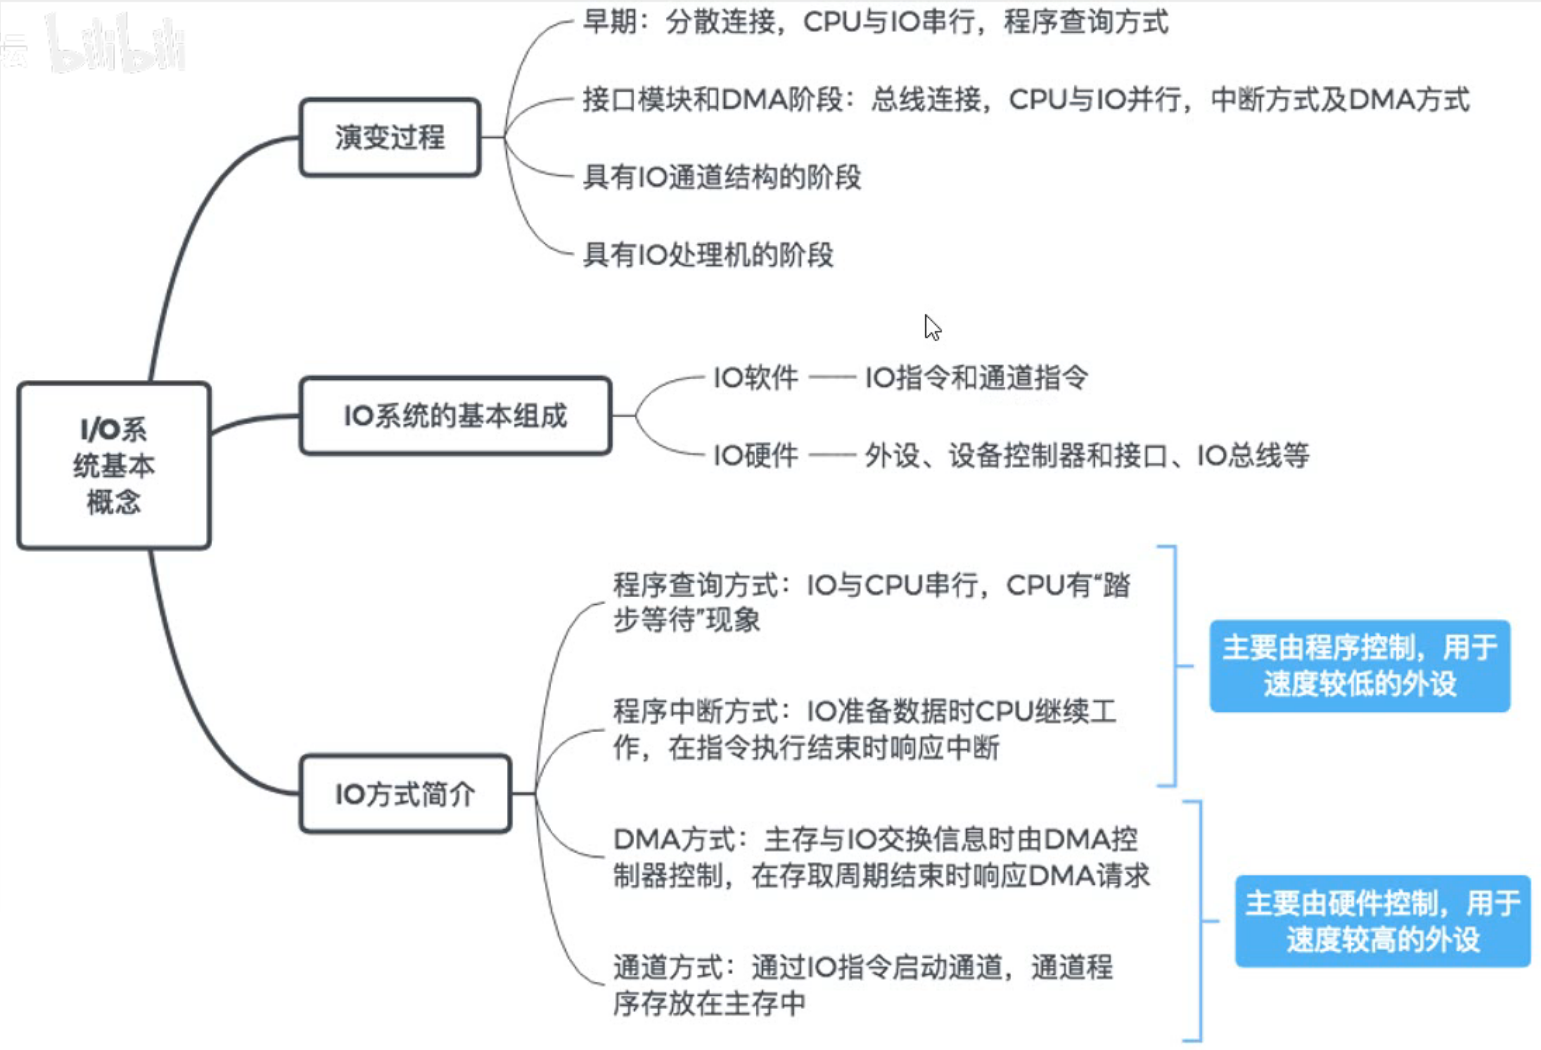 坛 bilibili
早期：分散连接，CPU与IO串行，程序查询方式
接口模块和DMA阶段：总线连接，CPU与IO并行，中断方式及DMA方式
演变过程
具有IO通道结构的阶段
具有IO处理机的阶段
IO软件 —— IO指令和通道指令
IO系统的基本组成
IO硬件 —— 外设、设备控制器和接口、IO总线等
I/O系
统基本
概念
程序查询方式：IO与CPU串行，CPU有“踏
步等待”现象
主要由程序控制，用于
速度较低的外设
程序中断方式：IO准备数据时CPU继续工
作，在指令执行结束时响应中断
IO方式简介
DMA方式：主存与IO交换信息时由DMA控
制器控制，在存取周期结束时响应DMA请求
主要由硬件控制，用于
速度较高的外设
通道方式：通过IO指令启动通道，通道程
序存放在主存中